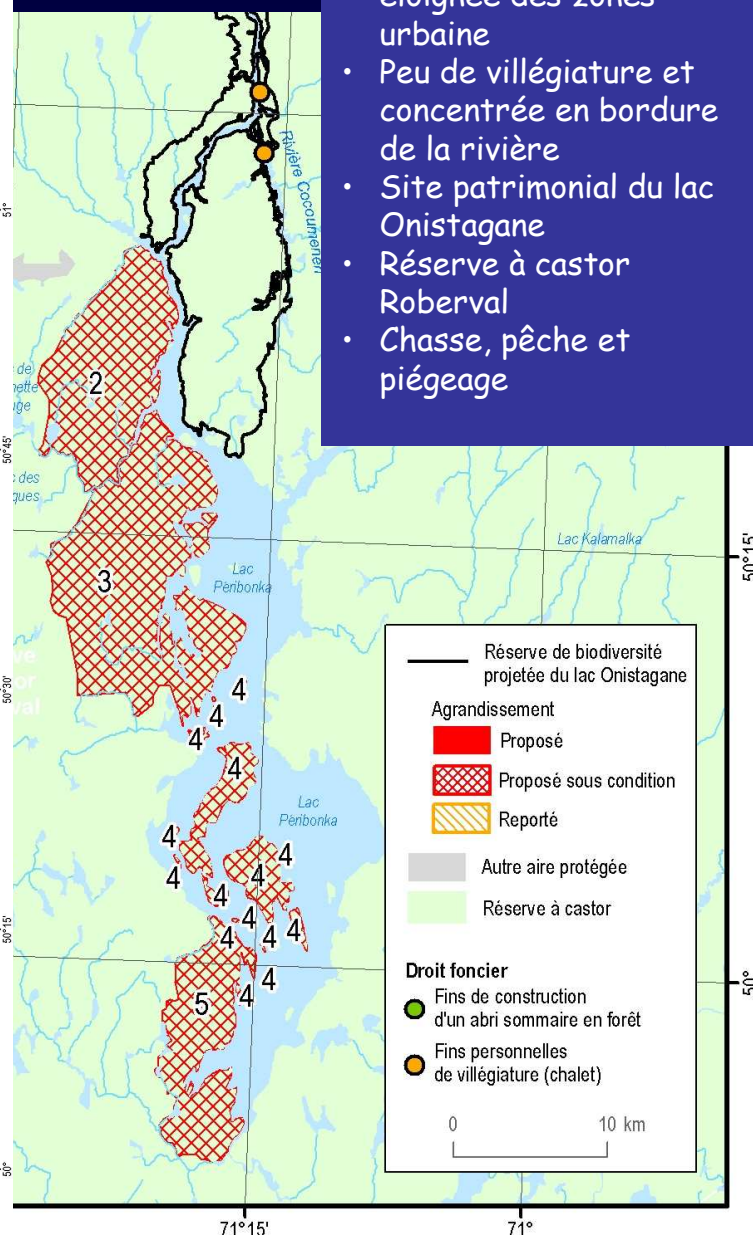 urbaine
• Peu de villégiature et
concentrée en bordure
de la rivière
• Site patrimonial du lac
Onistagane
• Réserve à castor
Roberval
• Chasse, pêche et
piégeage
Rivière
51°
2
50°45'
3
Lac
Péribonka
Lac Kalamalka
50°15'
50°30'
4
4
4
4
Lac
Péribonka
4
4
4
4
4
4
4
4
4
4
4
50°15'
5
50°
50°
71°15'
71°
Réserve de biodiversité
projetée du lac Onistagane
Agrandissement
Proposé
Proposé sous condition
Reporté
Autre aire protégée
Réserve à castor
Droit foncier
Fins de construction
d'un abri sommaire en forêt
Fins personnelles
de villégiature (chalet)
0 10 km